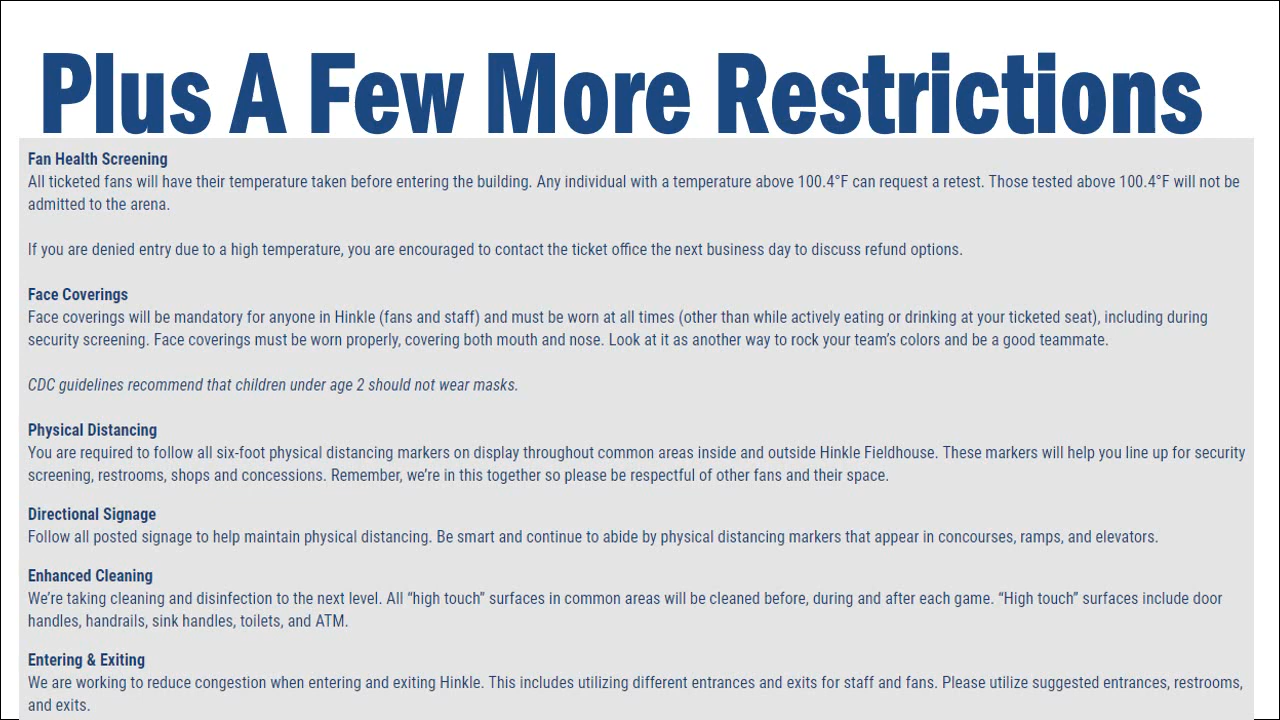 Plus A Few More Restrictions
Fan Health Screening
All ticketed fans will have their temperature taken before entering the building. Any individual with a temperature above 100.4°F can request a retest. Those tested above 100.4°F will not be
admitted to the arena.
If you are denied entry due to a high temperature, you are encouraged to contact the ticket office the next business day to discuss refund options.
Face Coverings
Face coverings will be mandatory for anyone in Hinkle (fans and staff) and must be worn at all times (other than while actively eating or drinking at your ticketed seat), including during
security screening. Face coverings must be worn properly, covering both mouth and nose. Look at it as another way to rock your team’s colors and be a good teammate.
CDC guidelines recommend that children under age 2 should not wear masks.
Physical Distancing
You are required to follow all six-foot physical distancing markers on display throughout common areas inside and outside Hinkle Fieldhouse. These markers will help you line up for security
screening, restrooms, shops and concessions. Remember, we’re in this together so please be respectful of other fans and their space.
Directional Signage
Follow all posted signage to help maintain physical distancing. Be smart and continue to abide by physical distancing markers that appear in concourses, ramps, and elevators.
Enhanced Cleaning
We’re taking cleaning and disinfection to the next level. All “high touch” surfaces in common areas will be cleaned before, during and after each game. “High touch” surfaces include door
handles, handrails, sink handles, toilets, and ATM.
Entering & Exiting
We are working to reduce congestion when entering and exiting Hinkle. This includes utilizing different entrances and exits for staff and fans. Please utilize suggested entrances, restrooms,
and exits.